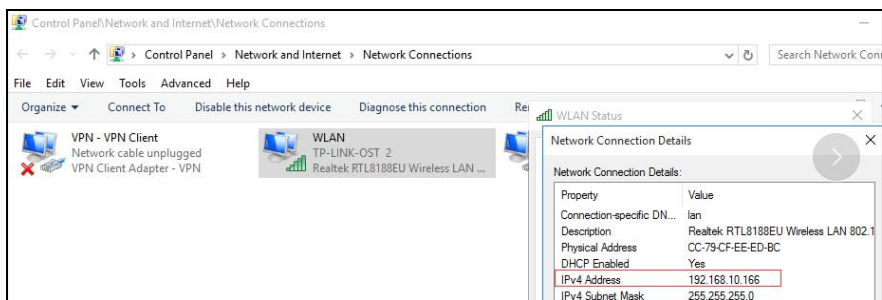 Control Panel\Network and Internet\Network Connections
Control Panel > Network and Internet > Network Connections
Search Network Con
File Edit View Tools Advanced Help
Organize Connect To Disable this network device Diagnose this connection
VPN - VPN Client
Network cable unplugged
VPN Client Adapter - VPN
WLAN
TP-LINK-OST 2
Realtek RTL8188EU Wireless LAN ...
WLAN Status
Network Connection Details
Network Connection Details:
Property Value
Connection-specific DN... lan
Description Realtek RTL8188EU Wireless LAN 802.1
Physical Address CC-79-CF-EE-ED-BC
DHCP Enabled Yes
IPv4 Address 192.168.10.166
IPv4 Subnet Mask 255.255.255.0